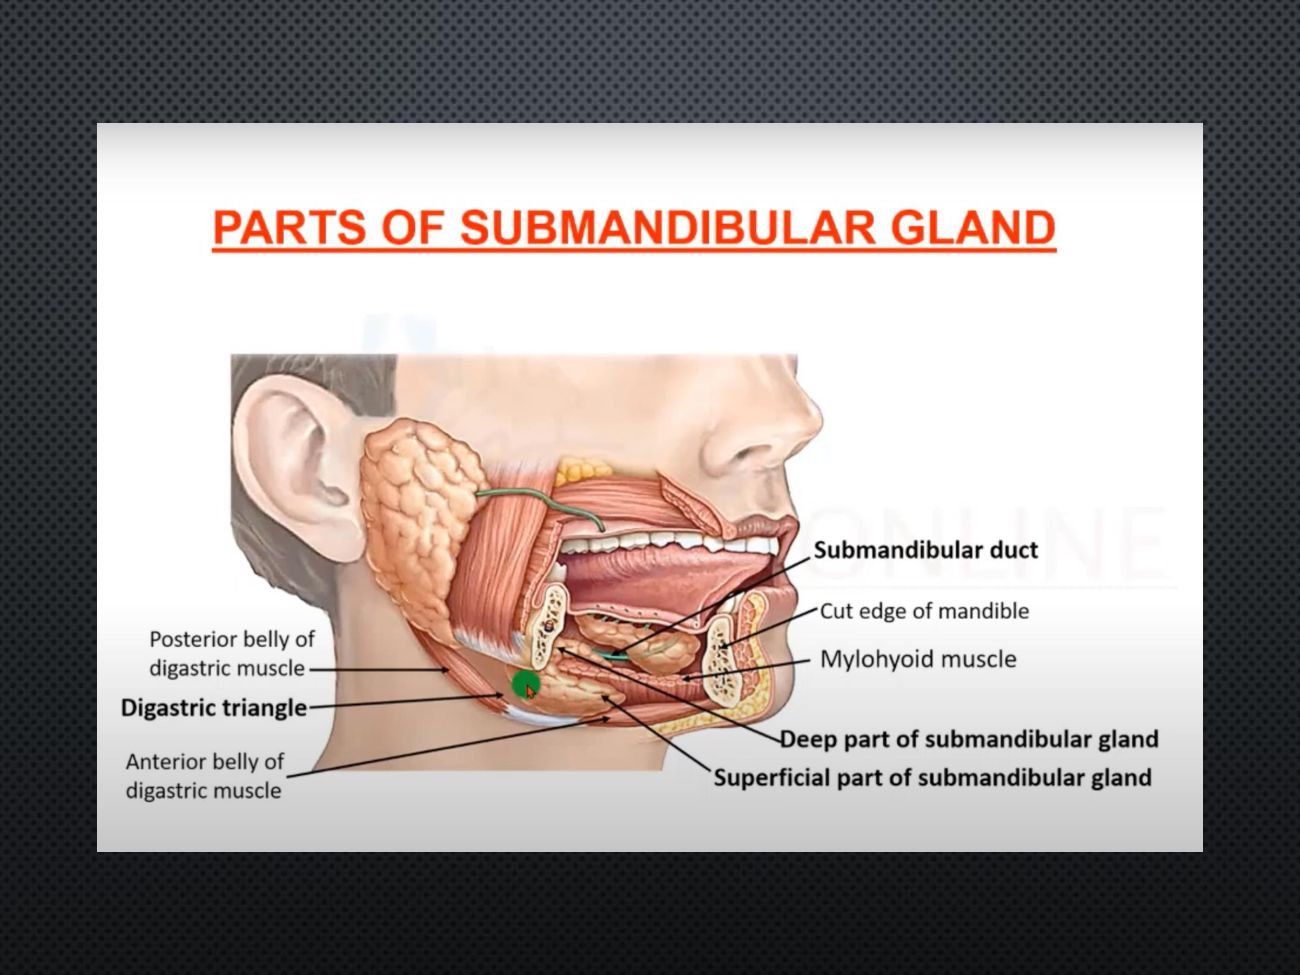 PARTS OF SUBMANDIBULAR GLAND
ONLINE
Submandibular duct
Cut edge of mandible
Posterior belly of
digastric muscle
Mylohyoid muscle
Digastric triangle
Deep part of submandibular gland
Anterior belly of
digastric muscle
Superficial part of submandibular gland